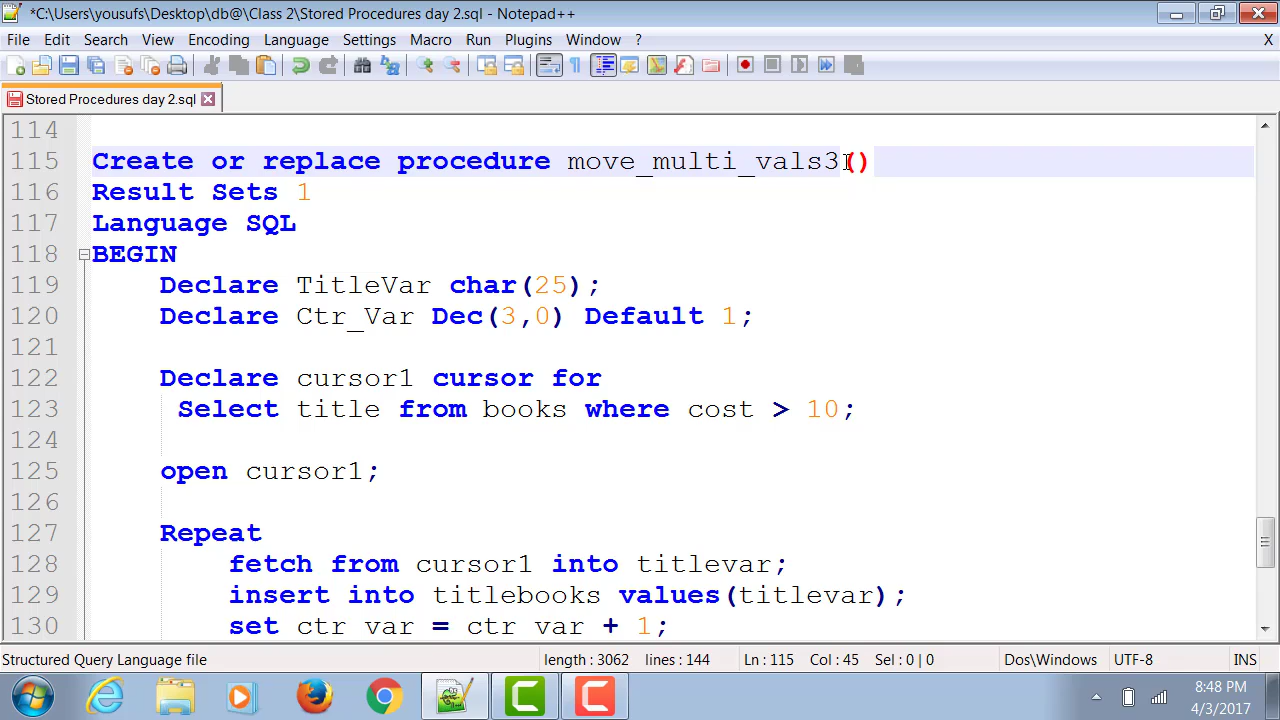 *C:\Users\yousufs\Desktop\db@\Class 2\Stored Procedures day 2.sql - Notepad++
File Edit Search View Encoding Language Settings Macro Run Plugins Window ? X
Stored Procedures day 2.sql
114
115 Create or replace procedure move_multi_vals3()
116 Result Sets 1
117 Language SQL
118 BEGIN
119 Declare TitleVar char(25);
120 Declare Ctr_Var Dec(3,0) Default 1;
121
122 Declare cursor1 cursor for
123 Select title from books where cost > 10;
124
125 open cursor1;
126
127 Repeat
128 fetch from cursor1 into titlevar;
129 insert into titlebooks values(titlevar);
130 set ctr var = ctr var + 1;
Structured Query Language file length : 3062 lines : 144 Ln : 115 Col : 45 Sel : 0 | 0 Dos\Windows UTF-8 INS
8:48 PM
4/3/2017